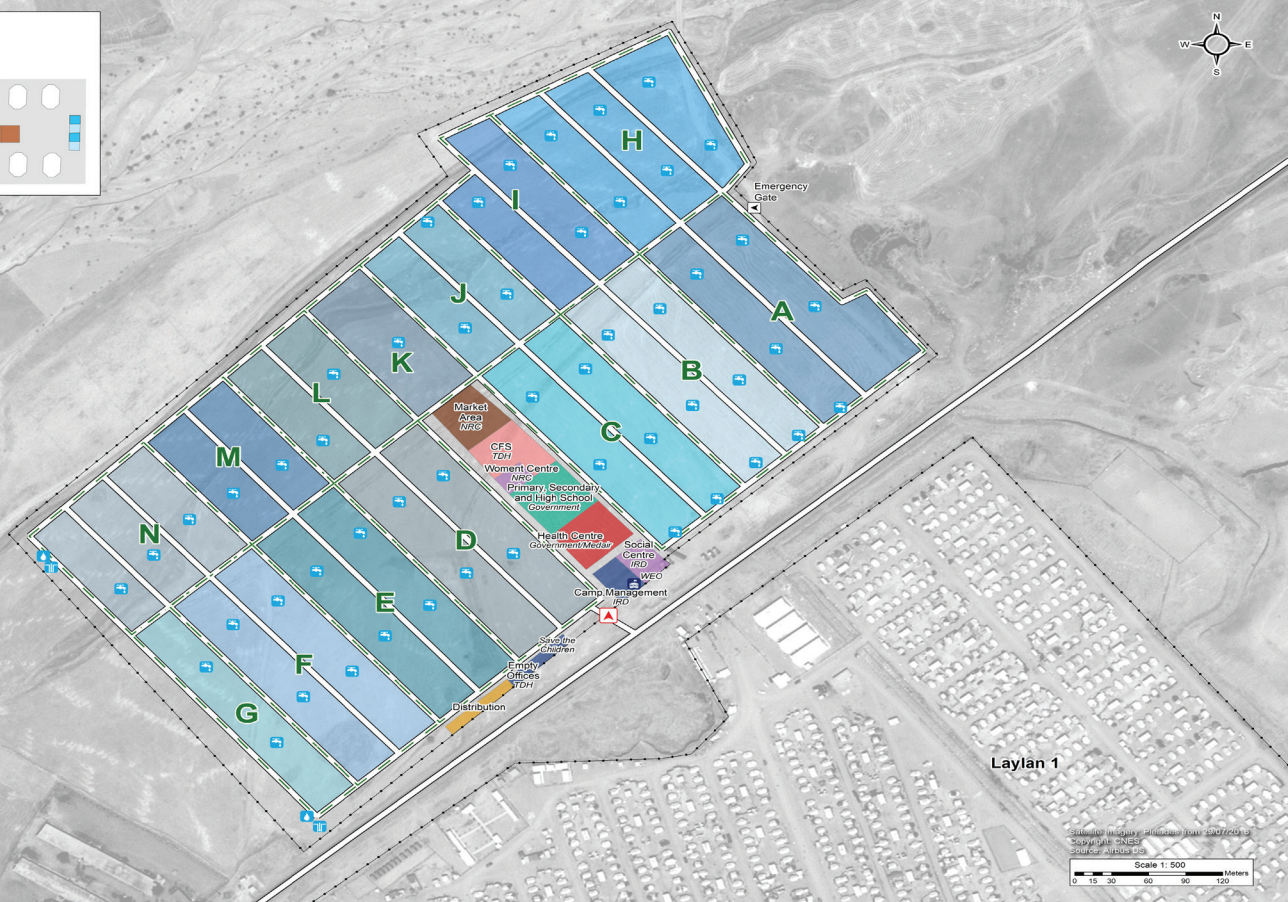 N
W
E
S
Emergency
Gate
H
I
A
J
B
K
L
C
M
N
D
E
F
G
Market
Area
NRC
CFS
TDH
Woment Centre
NRC
Primary, Secondary
and High School
Government
Health Centre
Government/Medair
Social
Centre
IRD
WEO
Camp Management
IRD
Save the
Children
Empty
Offices
TDH
Distribution
Laylan 1
Copyright: CNES
Source: Airbus DS
Scale 1: 500
Meters
0 15 30 60 90 120